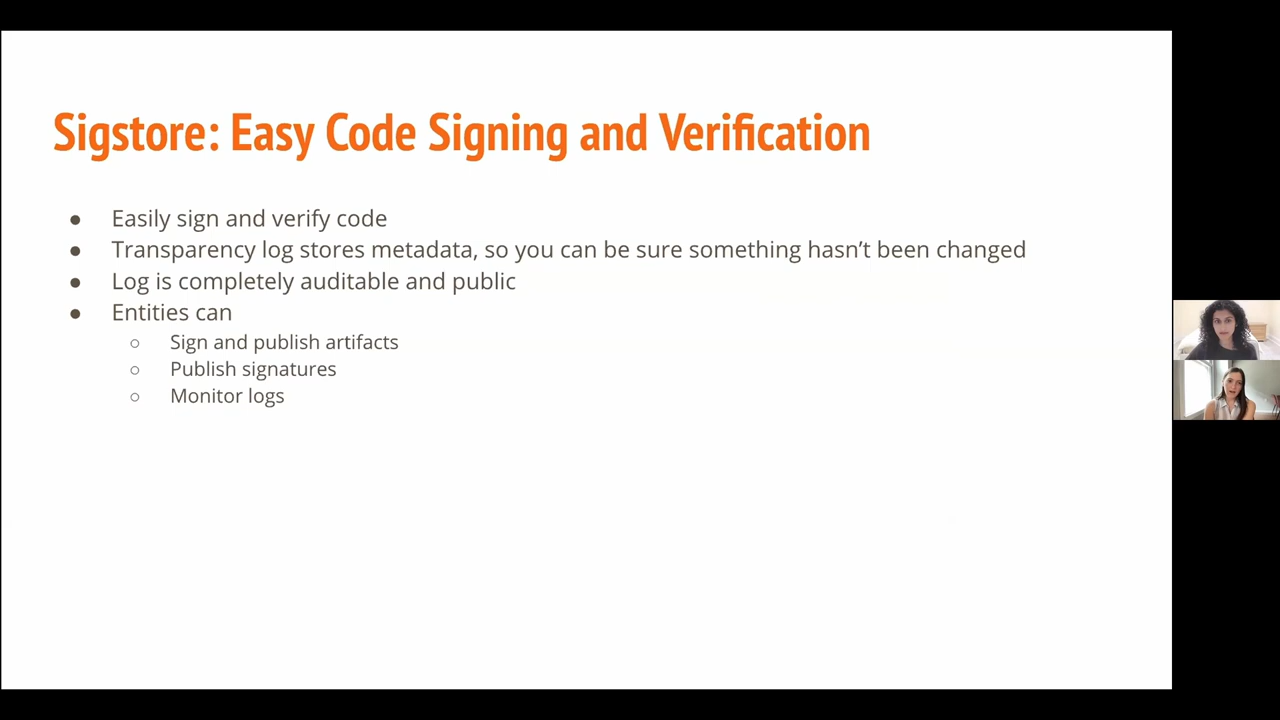 Sigstore: Easy Code Signing and Verification
● Easily sign and verify code
● Transparency log stores metadata, so you can be sure something hasn’t been changed
● Log is completely auditable and public
● Entities can
○ Sign and publish artifacts
○ Publish signatures
○ Monitor logs